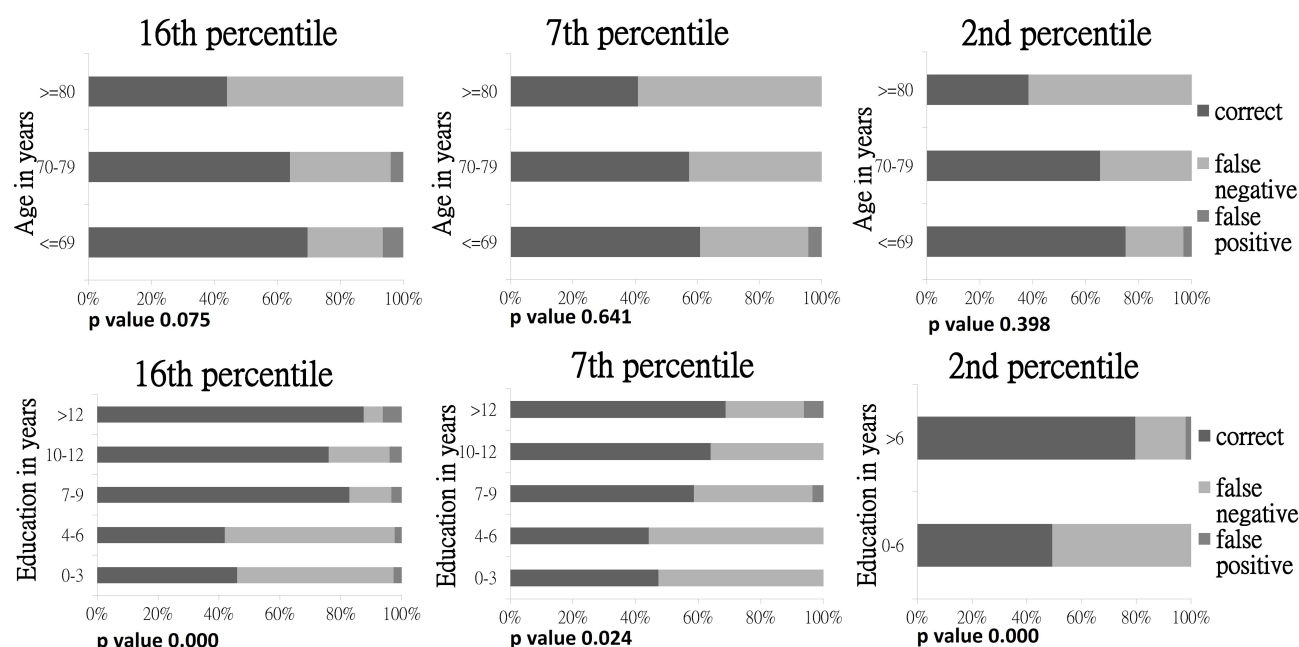 16th percentile
Age in years
>=80
70-79
<=69
0% 20% 40% 60% 80% 100%
p value 0.075
7th percentile
Age in years
>=80
70-79
<=69
0% 20% 40% 60% 80% 100%
p value 0.641
2nd percentile
Age in years
>=80
70-79
<=69
0% 20% 40% 60% 80% 100%
p value 0.398
correct
false
negative
false
positive
16th percentile
Education in years
>12
10-12
7-9
4-6
0-3
0% 20% 40% 60% 80% 100%
p value 0.000
7th percentile
Education in years
>12
10-12
7-9
4-6
0-3
0% 20% 40% 60% 80% 100%
p value 0.024
2nd percentile
Education in years
>6
0-6
0% 20% 40% 60% 80% 100%
p value 0.000
correct
false
negative
false
positive